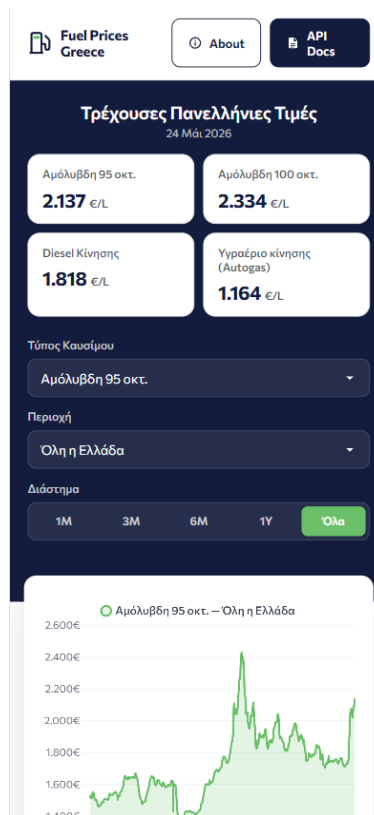 Fuel Prices
Greece
About
API
Docs
Τρέχουσες Πανελλήνιες Τιμές
24 Μάι 2026
Αμόλυβδη 95 οκτ.
2.137 €/L
Αμόλυβδη 100 οκτ.
2.334 €/L
Diesel Κίνησης
1.818 €/L
Υγραέριο κίνησης
(Autogas)
1.164 €/L
Τύπος Καυσίμου
Αμόλυβδη 95 οκτ.
Περιοχή
Όλη η Ελλάδα
Διάστημα
1M 3M 6M 1Y Όλα
Αμόλυβδη 95 οκτ. — Όλη η Ελλάδα
2.600€
2.400€
2.200€
2.000€
1.800€
1.600€
1.400€